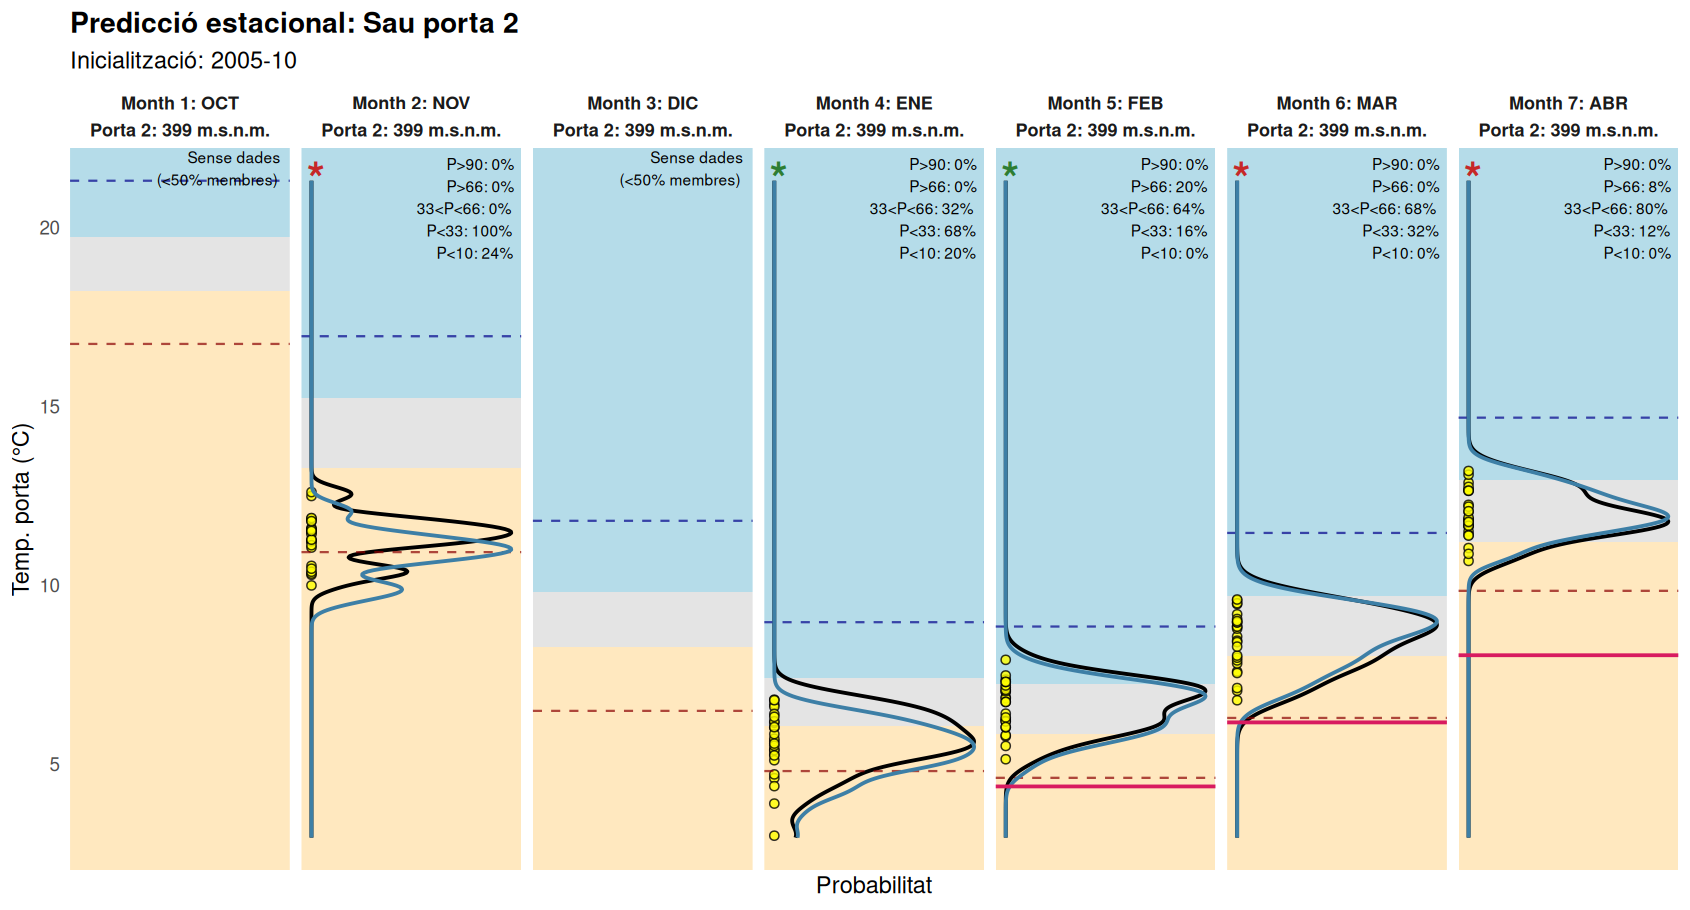 Predicció estacional: Sau porta 2
Inicialització: 2005-10
Month 1: OCT
Porta 2: 399 m.s.n.m.
Month 2: NOV
Porta 2: 399 m.s.n.m.
Month 3: DIC
Porta 2: 399 m.s.n.m.
Month 4: ENE
Porta 2: 399 m.s.n.m.
Month 5: FEB
Porta 2: 399 m.s.n.m.
Month 6: MAR
Porta 2: 399 m.s.n.m.
Month 7: ABR
Porta 2: 399 m.s.n.m.
Sense dades
(<50% membres)
*
P>90: 0%
P>66: 0%
33<P<66: 0%
P<33: 100%
P<10: 24%
Sense dades
(<50% membres)
*
P>90: 0%
P>66: 0%
33<P<66: 32%
P<33: 68%
P<10: 20%
*
P>90: 0%
P>66: 20%
33<P<66: 64%
P<33: 16%
P<10: 0%
*
P>90: 0%
P>66: 0%
33<P<66: 68%
P<33: 32%
P<10: 0%
*
P>90: 0%
P>66: 8%
33<P<66: 80%
P<33: 12%
P<10: 0%
20
15
10
5
Temp. porta (°C)
Probabilitat